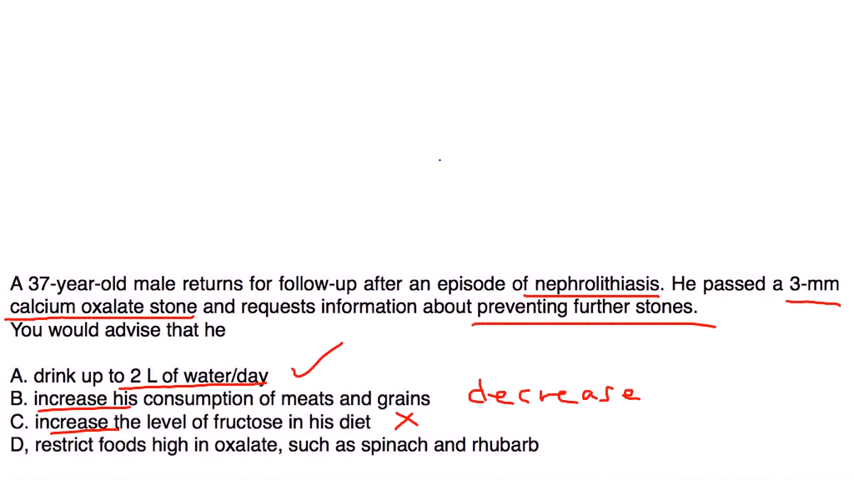 A 37-year-old male returns for follow-up after an episode of nephrolithiasis. He passed a 3-mm
calcium oxalate stone and requests information about preventing further stones.
You would advise that he
A. drink up to 2 L of water/day
B. increase his consumption of meats and grains decrease
C. increase the level of fructose in his diet
D, restrict foods high in oxalate, such as spinach and rhubarb